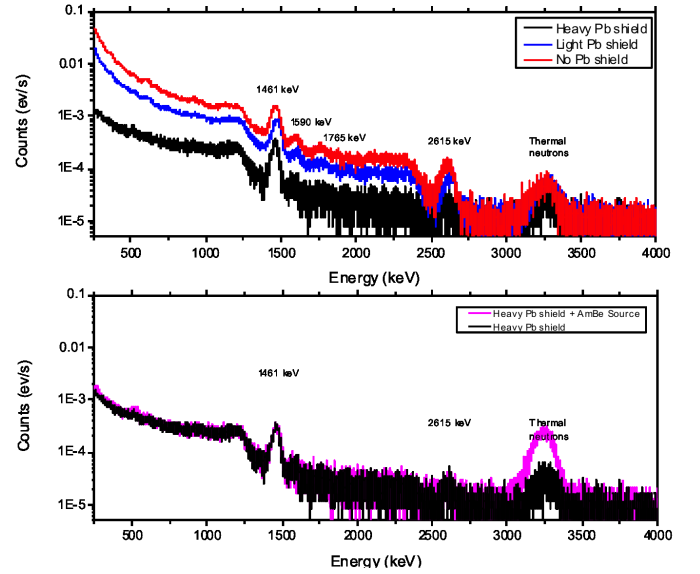 0.1
0.01
1E-3
1E-4
1E-5
Counts (ev/s)
Heavy Pb shield
Light Pb shield
No Pb shield
1461 keV
1590 keV
1765 keV
2615 keV
Thermal
neutrons
500 1000 1500 2000 2500 3000 3500 4000
Energy (keV)
0.1
0.01
1E-3
1E-4
1E-5
Counts (ev/s)
Heavy Pb shield + AmBe Source
Heavy Pb shield
1461 keV
2615 keV
Thermal
neutrons
500 1000 1500 2000 2500 3000 3500 4000
Energy (keV)